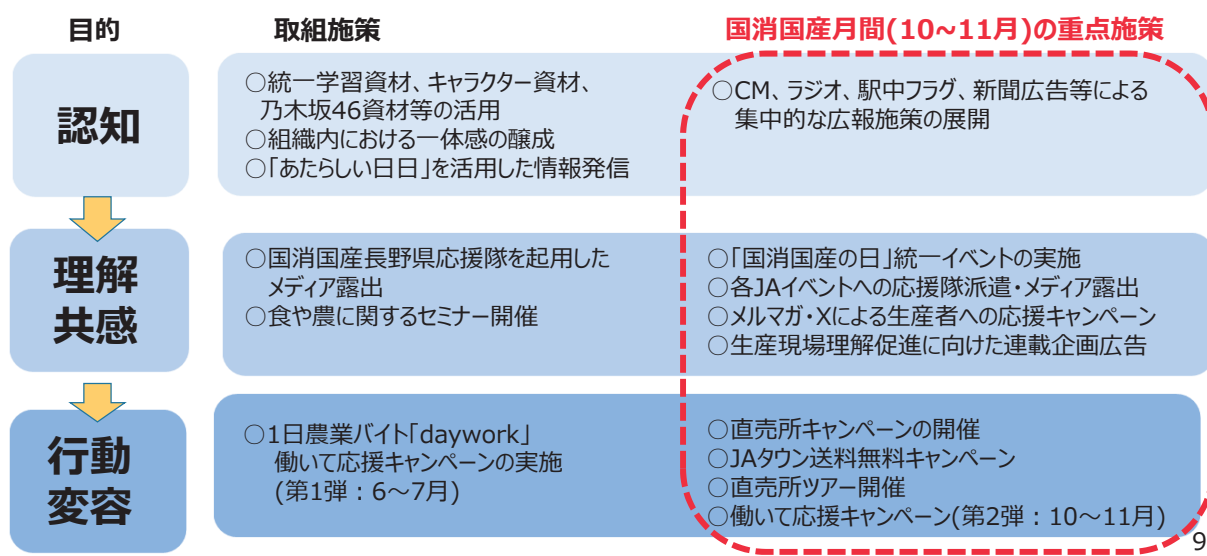 目的
取組施策
国消国産月間(10~11月)の重点施策
認知
○統一学習資材、キャラクター資材、
乃木坂46資材等の活用
○組織内における一体感の醸成
○「あたらしい日日」を活用した情報発信
○CM、ラジオ、駅中フラグ、新聞広告等による
集中的な広報施策の展開
理解
共感
○国消国産長野県応援隊を起用した
メディア露出
○食や農に関するセミナー開催
○「国消国産の日」統一イベントの実施
○各JAイベントへの応援隊派遣・メディア露出
○メルマガ・Xによる生産者への応援キャンペーン
○生産現場理解促進に向けた連載企画広告
行動
変容
○1日農業バイト「daywork」
働いて応援キャンペーンの実施
(第1弾：6～7月)
○直売所キャンペーンの開催
○JAタウン送料無料キャンペーン
○直売所ツアー開催
○働いて応援キャンペーン(第2弾：10～11月)
9